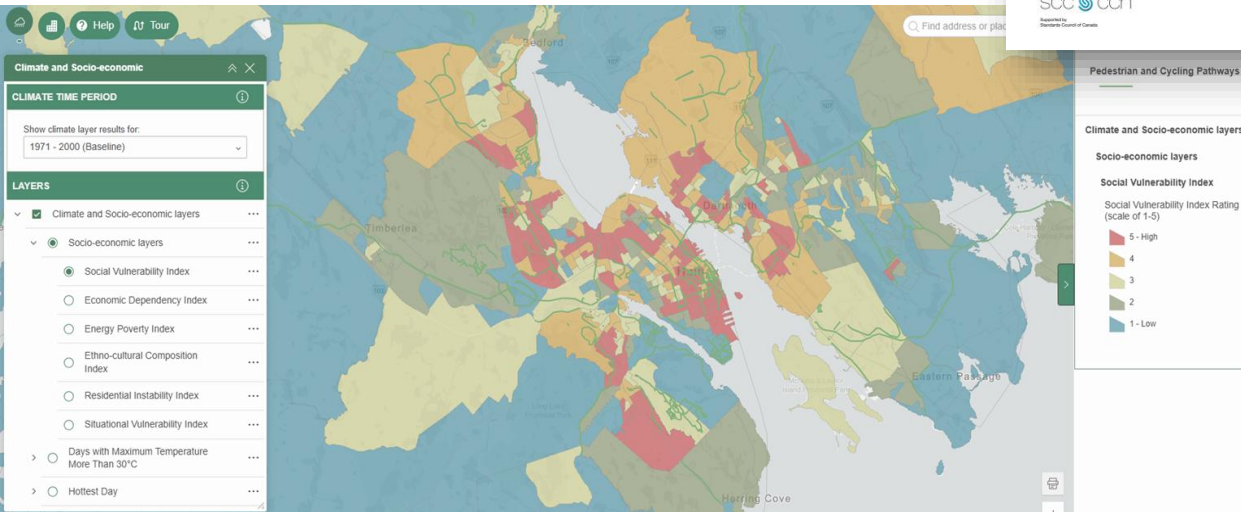 scc ccn
Supported by
Standards Council of Canada
Help
Tour
Find address or plac
Climate and Socio-economic
CLIMATE TIME PERIOD
Show climate layer results for:
1971 - 2000 (Baseline)
LAYERS
Climate and Socio-economic layers
Socio-economic layers
Social Vulnerability Index
Economic Dependency Index
Energy Poverty Index
Ethno-cultural Composition
Index
Residential Instability Index
Situational Vulnerability Index
Days with Maximum Temperature
More Than 30°C
Hottest Day
Bedford
Timberlea
Dartmouth
Halifax
Eastern Passage
Herring Cove
Pedestrian and Cycling Pathways
Climate and Socio-economic layers
Socio-economic layers
Social Vulnerability Index
Social Vulnerability Index Rating
(scale of 1-5)
5 - High
4
3
2
1 - Low